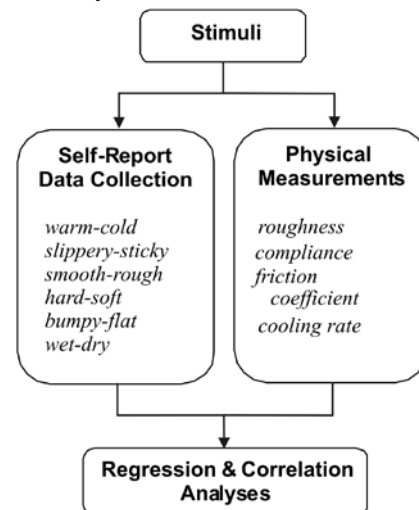 Stimuli
Self-Report
Data Collection
warm-cold
slippery-sticky
smooth-rough
hard-soft
bumpy-flat
wet-dry
Physical
Measurements
roughness
compliance
friction
coefficient
cooling rate
Regression & Correlation
Analyses